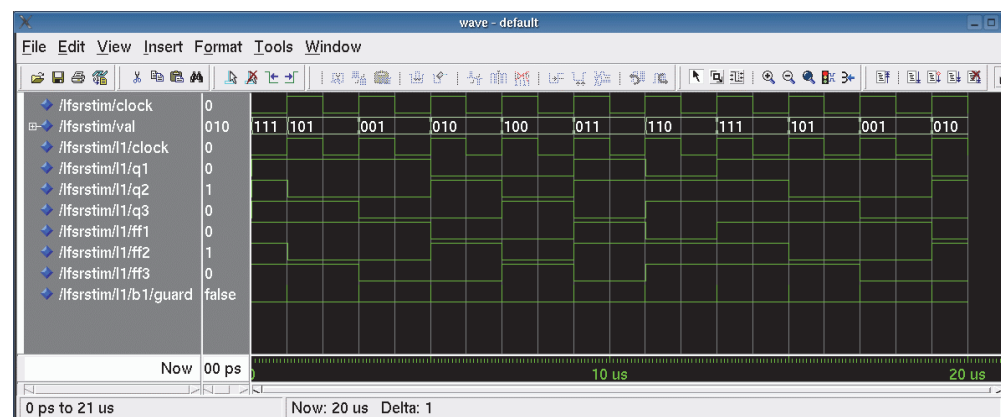 wave - default
File Edit View Insert Format Tools Window
/lfsrstim/clock 0
/lfsrstim/val 010 111 101 001 010 100 011 110 111 101 001 010
/lfsrstim/l1/clock 0
/lfsrstim/l1/q1 0
/lfsrstim/l1/q2 1
/lfsrstim/l1/q3 0
/lfsrstim/l1/ff1 0
/lfsrstim/l1/ff2 1
/lfsrstim/l1/ff3 0
/lfsrstim/l1/b1/guard false
Now 00 ps 10 us 20 us
0 ps to 21 us Now: 20 us Delta: 1